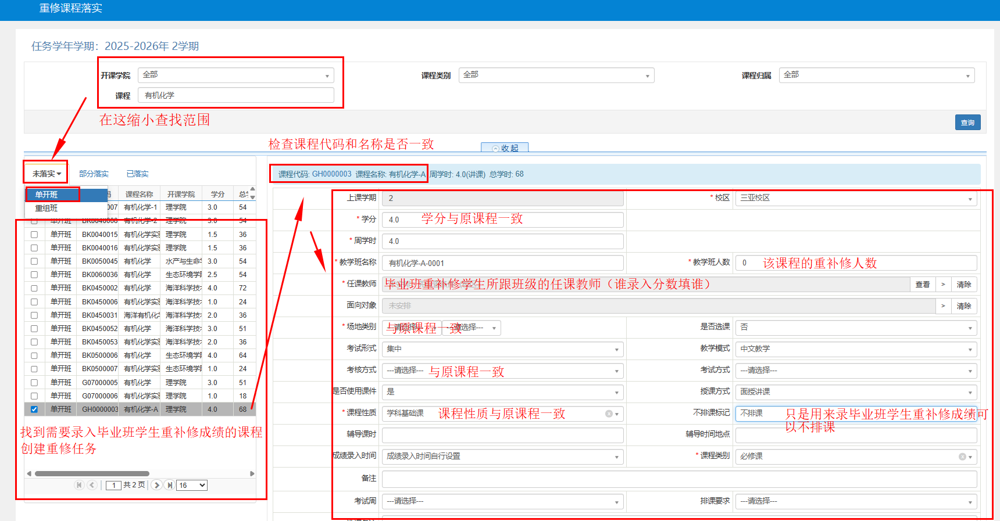 重修课程落实
任务学年学期：2025-2026年 2学期
开课学院 全部 课程类别 全部 课程归属 全部
课程 有机化学
在这缩小查找范围
查询
检查课程代码和名称是否一致
收起
未落实 部分落实 已落实
单开班
重组班
课程代码: GH0000003 课程名称: 有机化学-A 周学时: 4.0(讲课) 总学时: 68
码 课程名称 开课学院 学分 总
007 有机化学-1 理学院 3.0 54
单开班 BK0040008 有机化学-2 理学院 3.0 54
单开班 BK0040015 有机化学实 理学院 1.5 36
单开班 BK0040016 有机化学实 理学院 1.5 36
单开班 BK0050045 有机化学 水产与生命 3.0 54
单开班 BK0060036 有机化学 生态环境学 2.5 54
单开班 BK0450002 有机化学 海洋科学技 4.0 72
单开班 BK0450006 有机化学实 海洋科学技 1.0 24
单开班 BK0450031 海洋有机化 海洋科学技 2.0 36
单开班 BK0450052 有机化学 海洋科学技 3.0 51
单开班 BK0450053 有机化学实 海洋科学技 2.0 36
单开班 BK0500006 有机化学 生态环境学 4.0 64
单开班 BK0500007 有机化学实 生态环境学 1.0 24
单开班 G07000005 有机化学 理学院 3.0 51
单开班 G07000006 有机化学实 理学院 1.0 18
单开班 GH0000003 有机化学-A 理学院 4.0 68
找到需要录入毕业班学生重补修成绩的课程
创建重修任务
1 共 2 页 16
上课学期 2 * 校区 三亚校区
* 学分 4.0 学分与原课程一致
* 周学时 4.0
* 教学班名称 有机化学-A-0001 * 教学班人数 0 该课程的重补修人数
* 任课教师 毕业班重补修学生所跟班级的任课教师（谁录入分数填谁） 查看 > 清除
面向对象 未安排 > 清除
* 场地类别 与原课程一致 请选择--- 是否选课 否
考试形式 集中 教学模式 中文教学
考核方式 ---请选择--- 与原课程一致 考试方式 ---请选择---
是否使用课件 是 授课方式 面授讲课
* 课程性质 学科基础课 课程性质与原课程一致 不排课标记 不排课 只是用来录毕业班学生重补修成绩可
以不排课
辅导课时 辅导时间地点
成绩录入时间 成绩录入时间自行设置 * 课程类别 必修课
备注
考试周 ---请选择--- 排课要求 ---请选择---